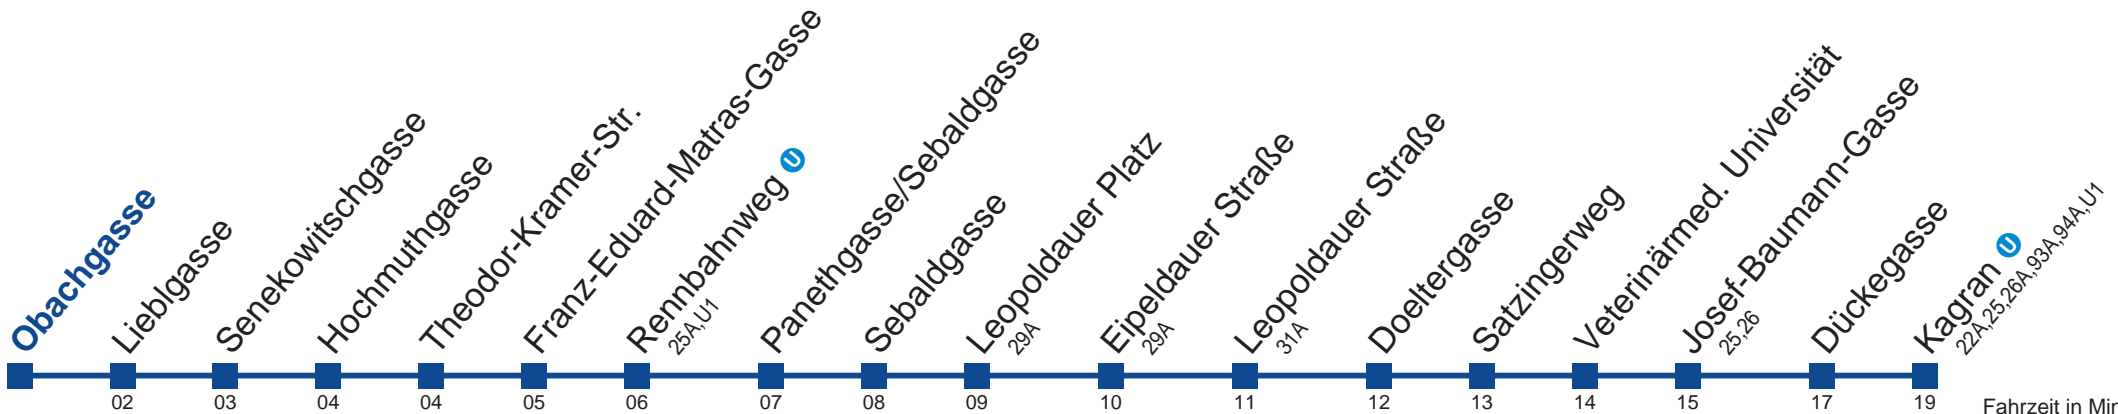 Obachgasse
Lieblgasse
Senekowitschgasse
Hochmuthgasse
Theodor-Kramer-Str.
Franz-Eduard-Matras-Gasse
Rennbahnweg U
25A,U1
Panethgasse/Sebaldgasse
Sebaldgasse
Leopoldauer Platz
29A
Eipeldauer Straße
29A
Leopoldauer Straße
31A
Doeltergasse
Satzingerweg
Veterinärmed. Universität
Josef-Baumann-Gasse
25,26
Dückegasse
Kagran U
22A,25,26A,93A,94A,U1
02 03 04 04 05 06 07 08 09 10 11 12 13 14 15 17 19 Fahrzeit in Min